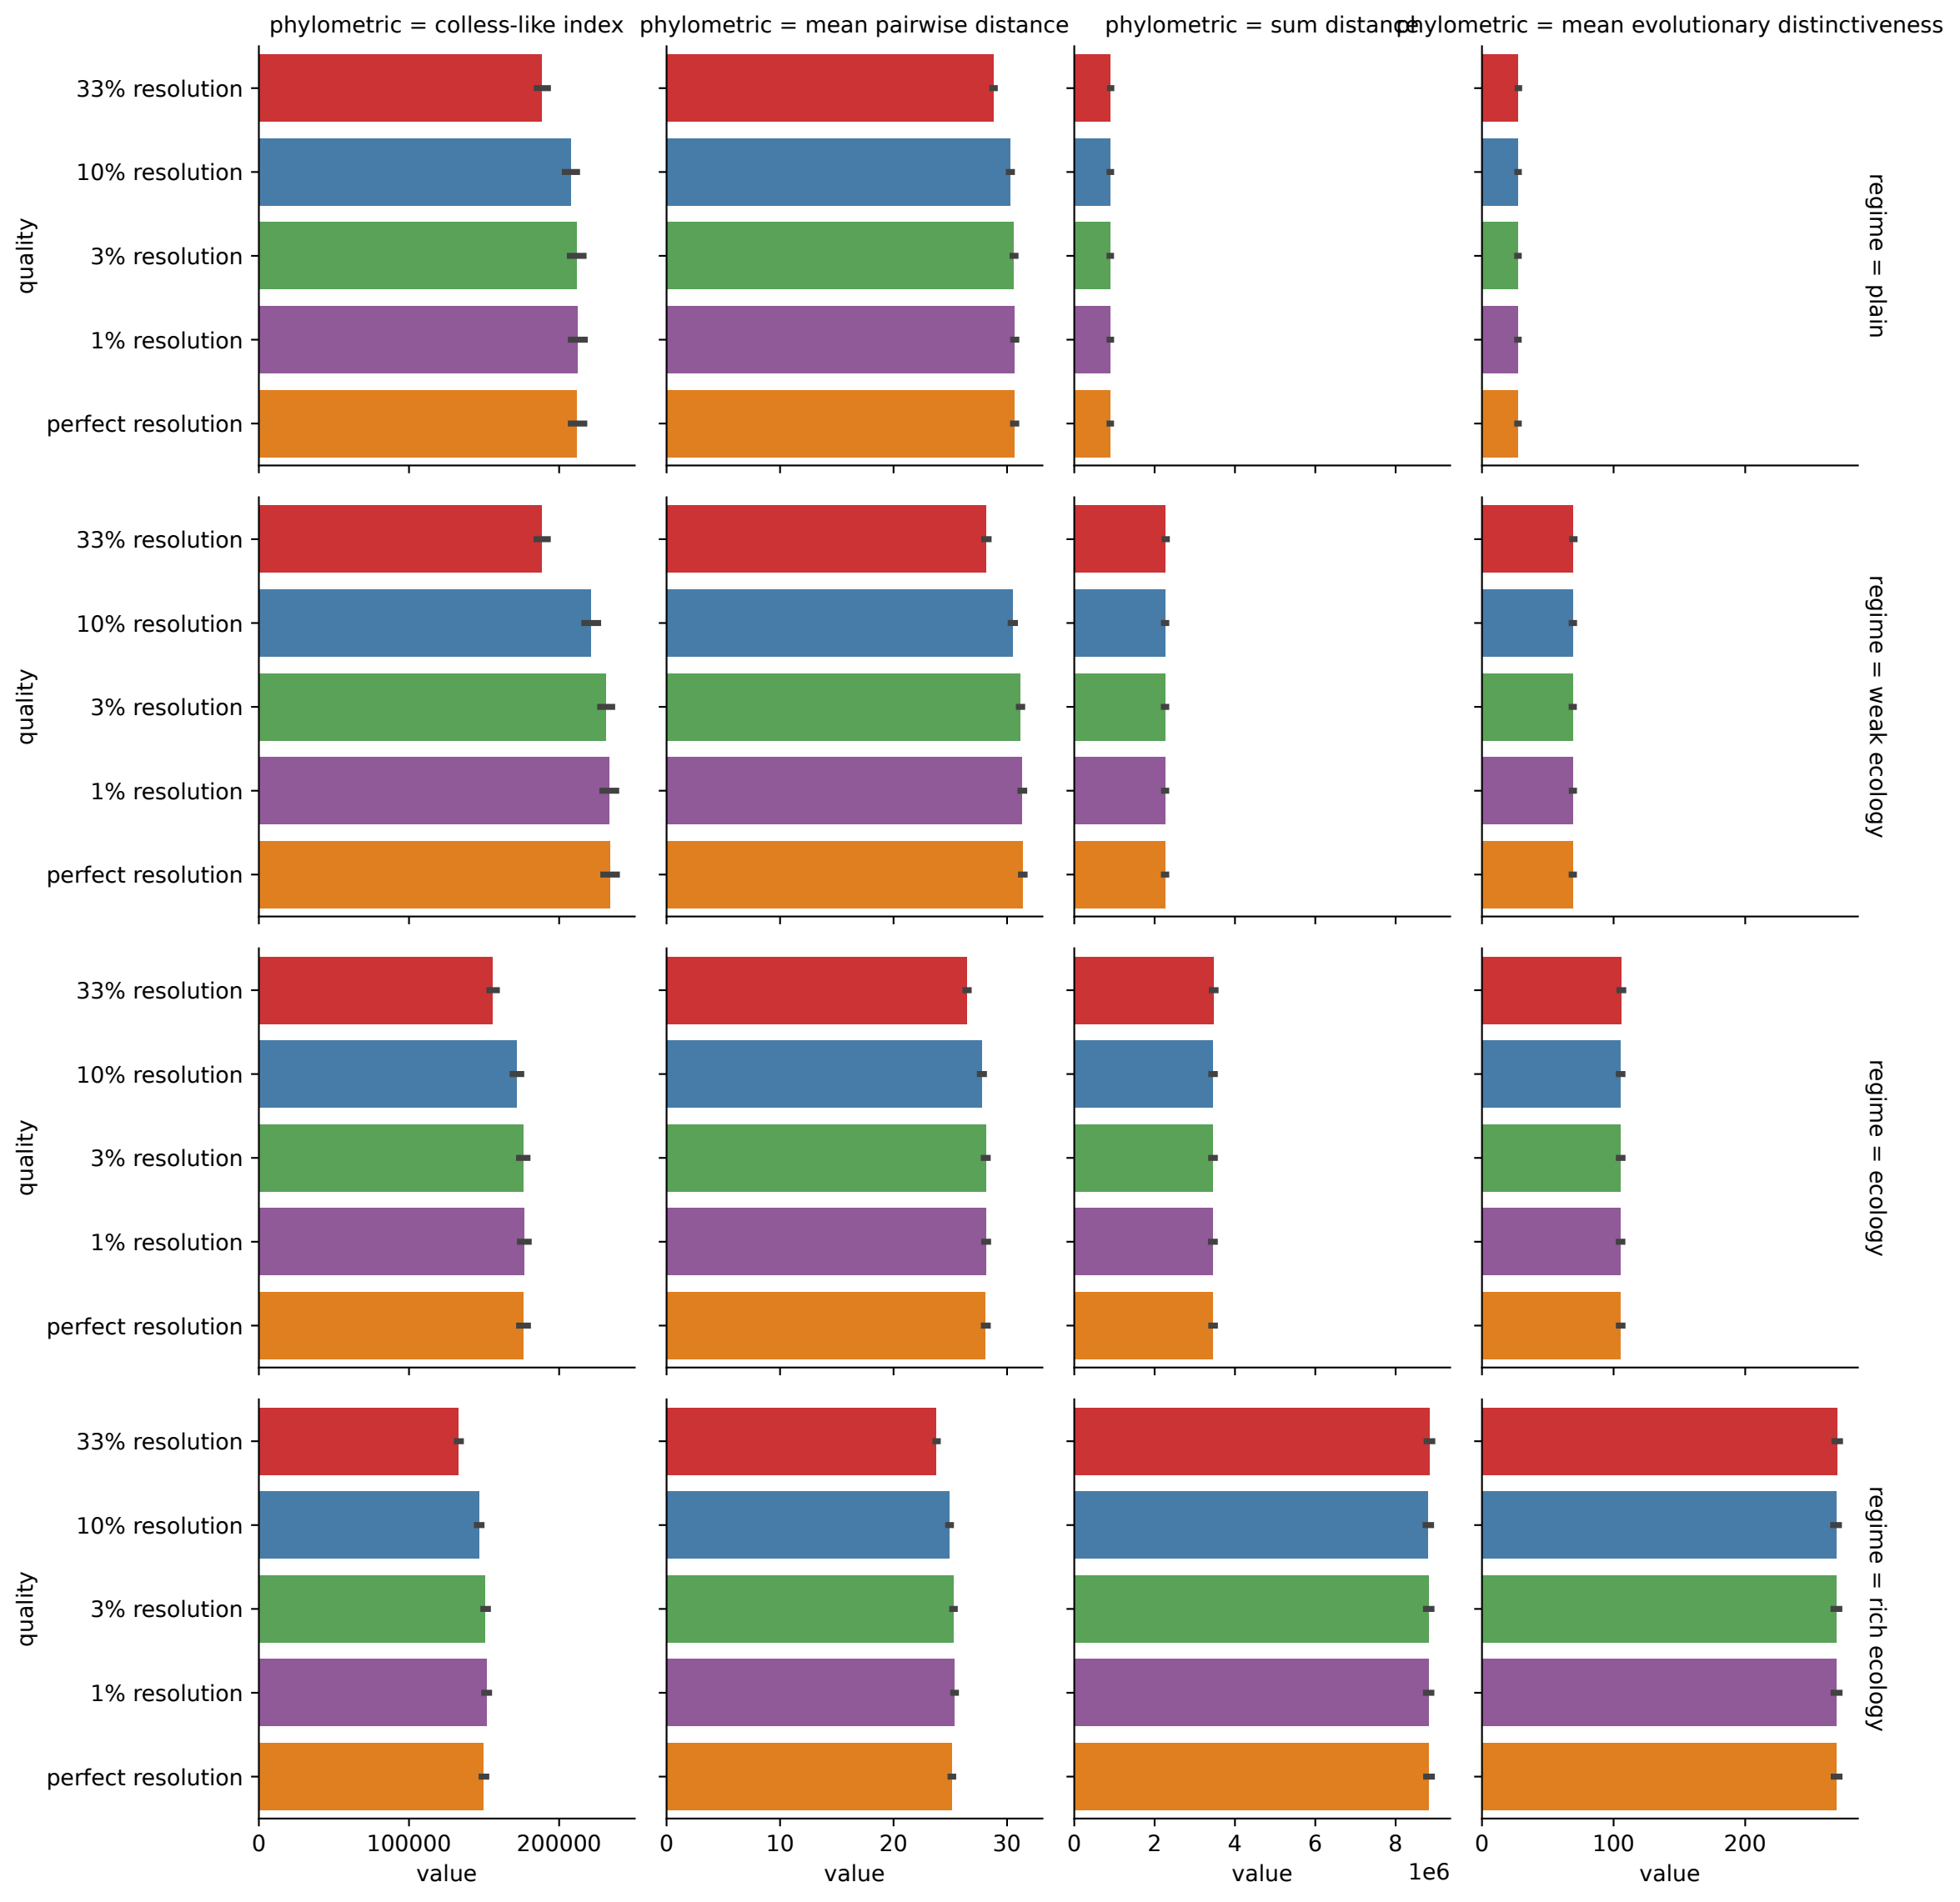 phylometric = colless-like index
phylometric = mean pairwise distance
phylometric = sum distance
phylometric = mean evolutionary distinctiveness
quality
33% resolution
10% resolution
3% resolution
1% resolution
perfect resolution
regime = plain
quality
33% resolution
10% resolution
3% resolution
1% resolution
perfect resolution
regime = weak ecology
quality
33% resolution
10% resolution
3% resolution
1% resolution
perfect resolution
regime = ecology
quality
33% resolution
10% resolution
3% resolution
1% resolution
perfect resolution
regime = rich ecology
0 100000 200000
value
0 10 20 30
value
0 2 4 6 8
1e6
value
0 100 200
value